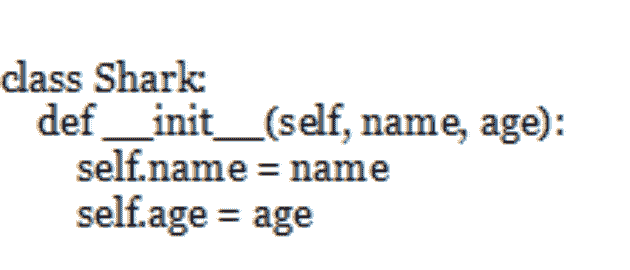 class Shark:
    def __init__(self, name, age):
        self.name = name
        self.age = age